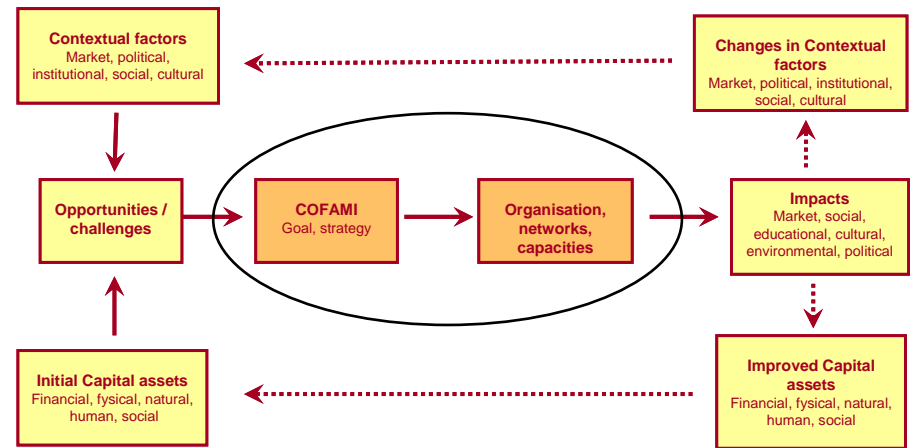 Contextual factors
Market, political,
institutional, social, cultural
Changes in Contextual
factors
Market, political, institutional,
social, cultural
Opportunities /
challenges
COFAMI
Goal, strategy
Organisation,
networks,
capacities
Impacts
Market, social,
educational, cultural,
environmental, political
Initial Capital assets
Financial, fysical, natural,
human, social
Improved Capital
assets
Financial, fysical, natural,
human, social